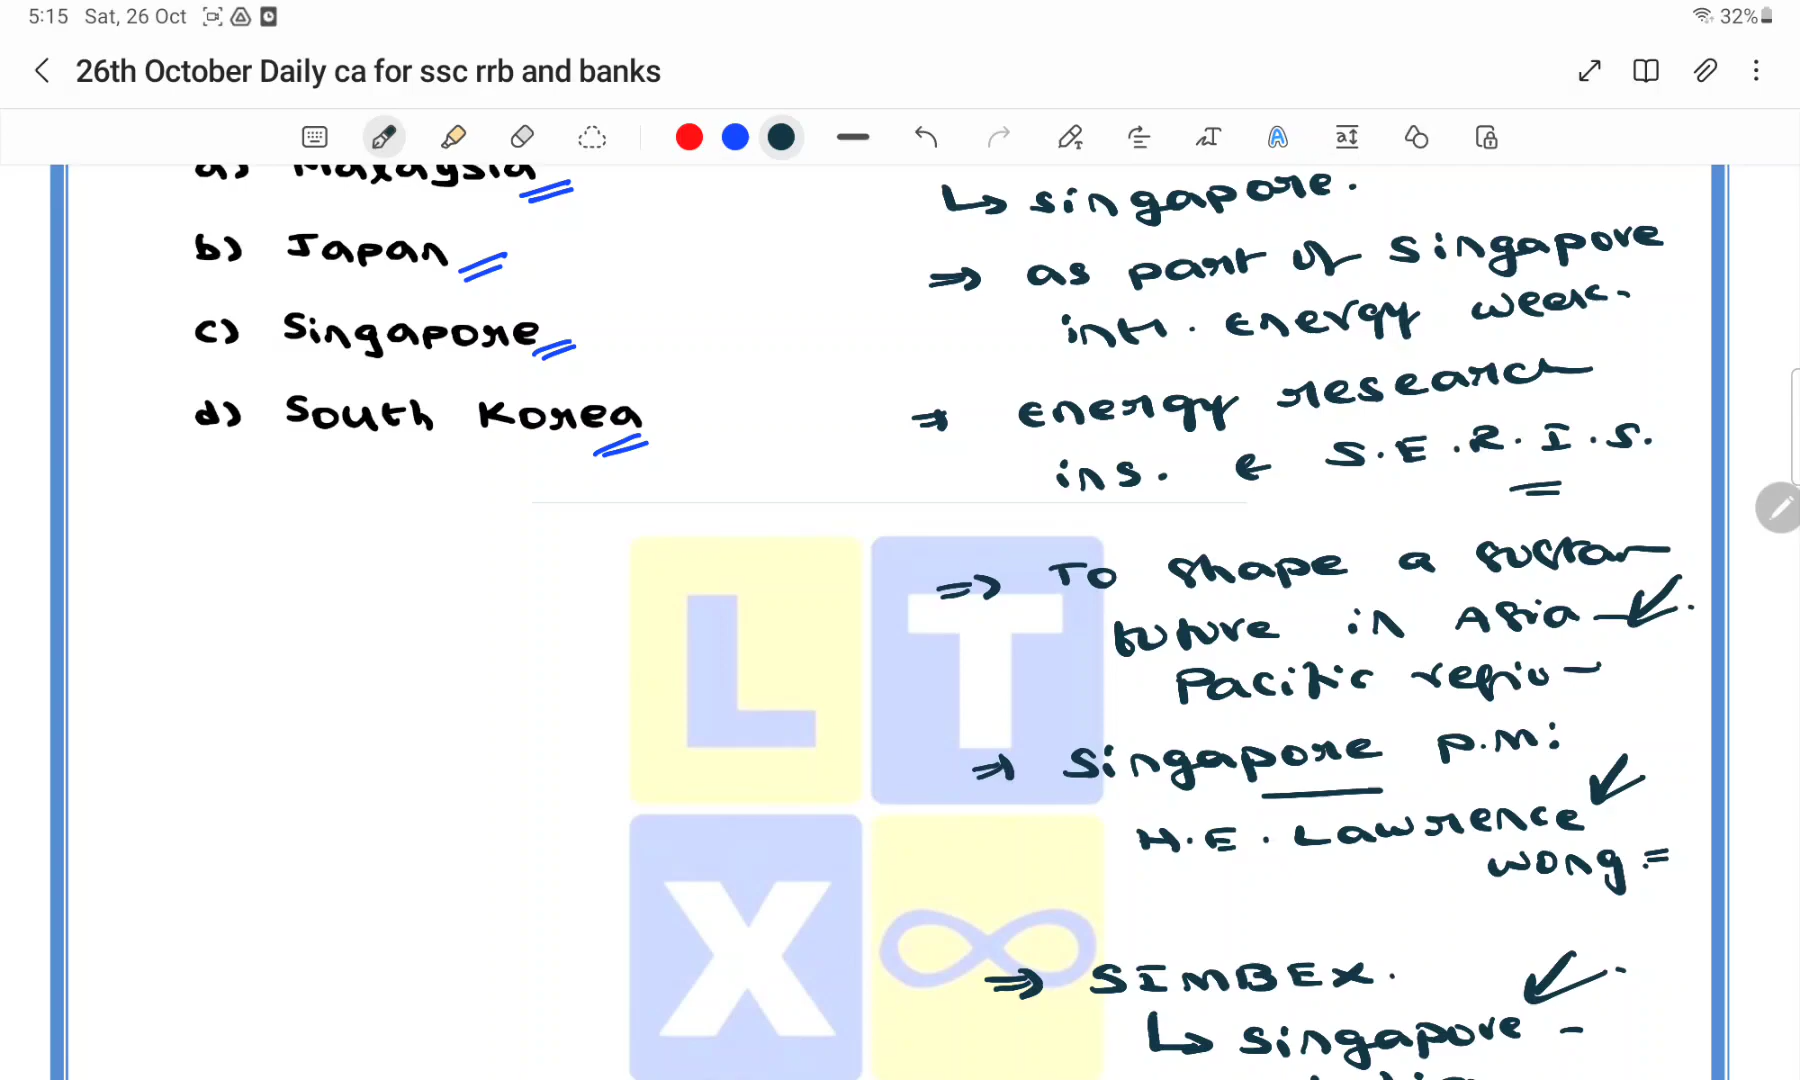 5:15 Sat, 26 Oct
32%
26th October Daily ca for ssc rrb and banks
a) Malaysia
b) Japan
c) Singapore
d) South Korea
↳ singapore.
⇒ as part of singapore
intl. energy week.
⇒ energy research
ins. & S.E.R.I.S.
⇒ To shape a
future in Asia
Pacific
⇒ Singapore P.M:
H.E. Lawrence
wong =
⇒ SIMBEX.
↳ singapore -
L
T
X
∞